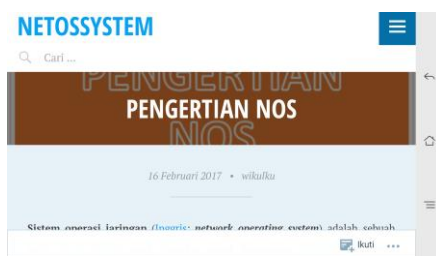 NETOSSYSTEM
Cari ...
PENGERTIAN
PENGERTIAN NOS
NOS
16 Februari 2017 • wikulku
Sistem operasi jaringan (Inggris: network operating system) adalah sebuah
Ikuti ...